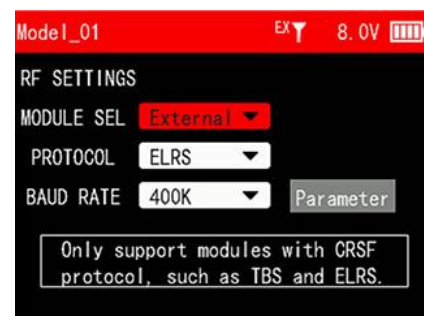 Model_01 EX 8.0V
RF SETTINGS
MODULE SEL External
PROTOCOL ELRS
BAUD RATE 400K Parameter
Only support modules with CRSF
protocol, such as TBS and ELRS.